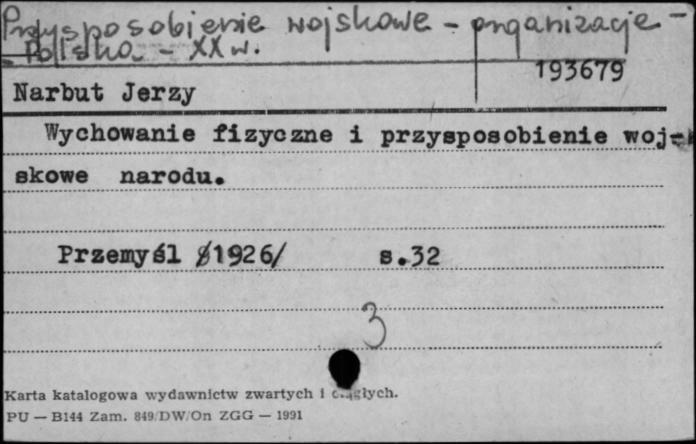 Przysposobienie wojskowe - organizacje -
- Polska - XX w.
193679
Narbut Jerzy
Wychowanie fizyczne i przysposobienie woj-
skowe narodu.
Przemyśl /1926/ s.32
3
Karta katalogowa wydawnictw zwartych i ciągłych.
PU — B144 Zam. 849/DW/On ZGG — 1991